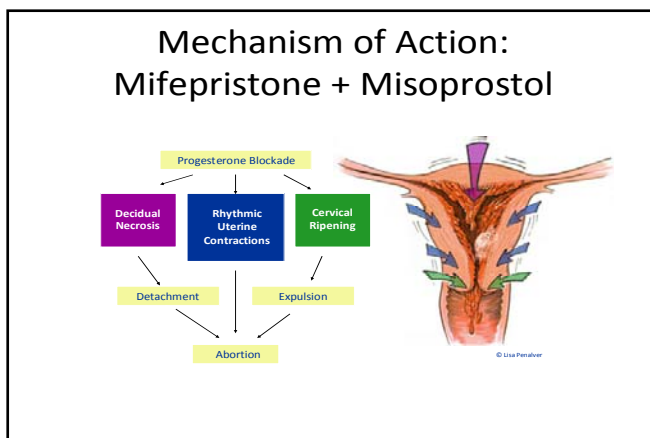 Mechanism of Action:
Mifepristone + Misoprostol
Progesterone Blockade
Decidual
Necrosis
Rhythmic
Uterine
Contractions
Cervical
Ripening
Detachment
Expulsion
Abortion
© Lisa Penalver